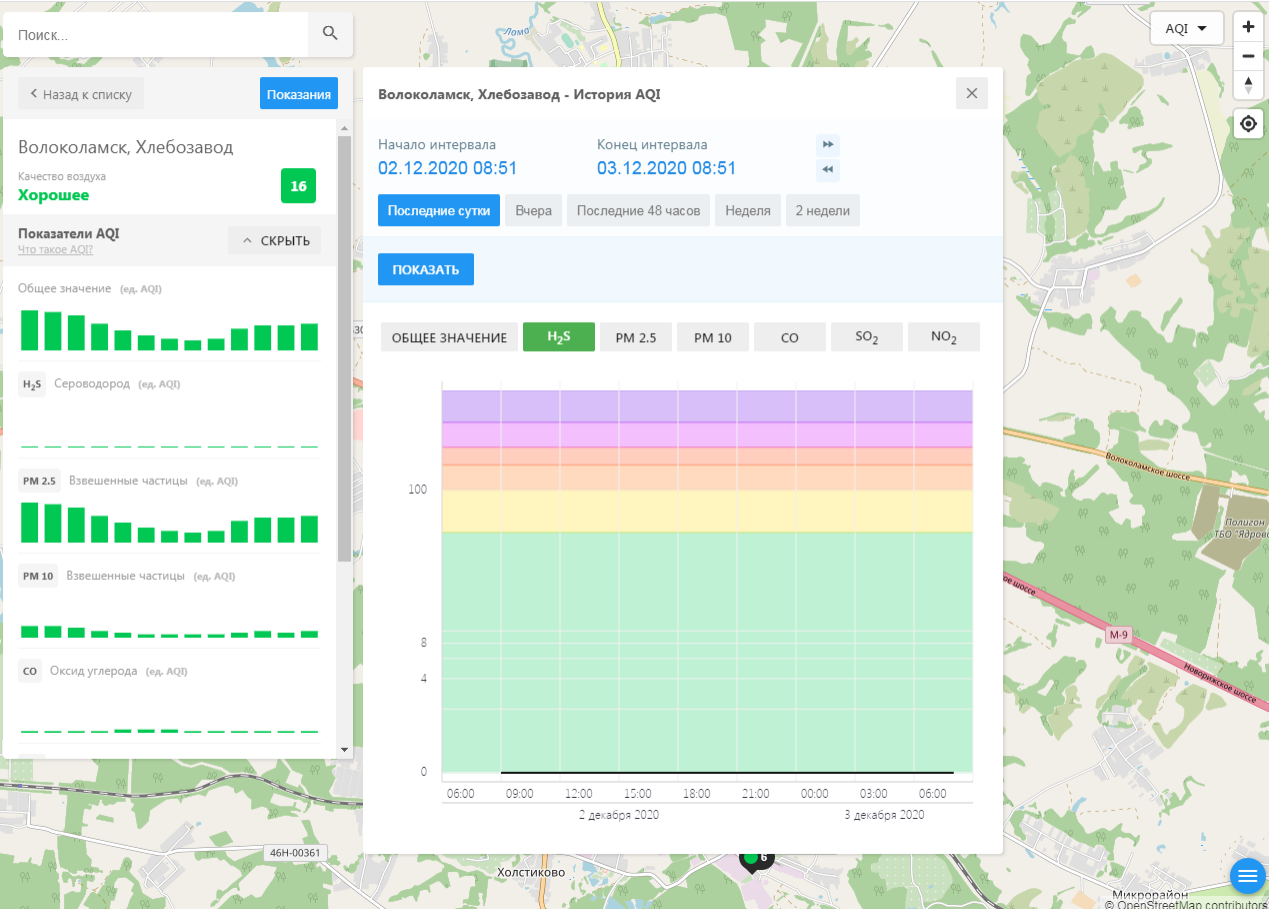 Поиск...
Назад к списку
Показания
Волоколамск, Хлебозавод
Качество воздуха
Хорошее
16
Показатели AQI
Что такое AQI?
СКРЫТЬ
Общее значение (ед. AQI)
H₂S Сероводород (ед. AQI)
PM 2.5 Взвешенные частицы (ед. AQI)
PM 10 Взвешенные частицы (ед. AQI)
CO Оксид углерода (ед. AQI)
Волоколамск, Хлебозавод - История AQI
Начало интервала
02.12.2020 08:51
Конец интервала
03.12.2020 08:51
Последние сутки
Вчера
Последние 48 часов
Неделя
2 недели
ПОКАЗАТЬ
ОБЩЕЕ ЗНАЧЕНИЕ
H₂S
PM 2.5
PM 10
CO
SO₂
NO₂
100
8
4
0
06:00 09:00 12:00 15:00 18:00 21:00 00:00 03:00 06:00
2 декабря 2020 3 декабря 2020
AQI
Лама
Волоколамское шоссе
Полигон
ТБО "Ядрово
ое шоссе
М-9
Новорижское шоссе
46Н-00361
Холстиково
6
Микрорайон
© OpenStreetMap contributors